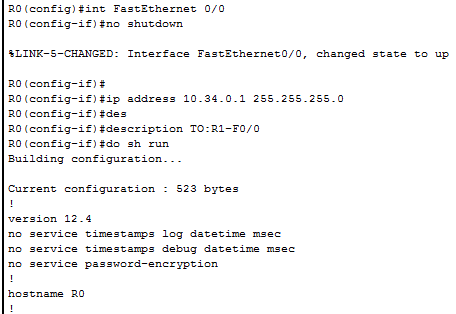 R0(config)#int FastEthernet 0/0
R0(config-if)#no shutdown
%LINK-5-CHANGED: Interface FastEthernet0/0, changed state to up
R0(config-if)#
R0(config-if)#ip address 10.34.0.1 255.255.255.0
R0(config-if)#des
R0(config-if)#description TO:R1-F0/0
R0(config-if)#do sh run
Building configuration...
Current configuration : 523 bytes
!
version 12.4
no service timestamps log datetime msec
no service timestamps debug datetime msec
no service password-encryption
!
hostname R0
!